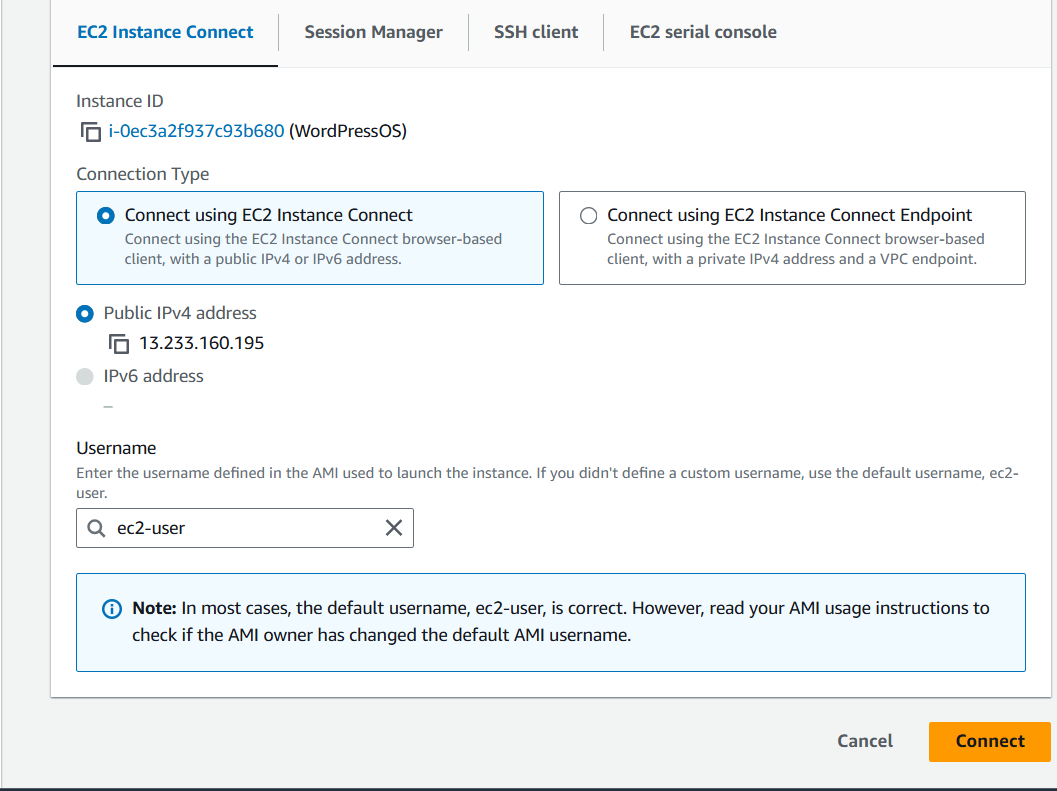 EC2 Instance Connect
Session Manager
SSH client
EC2 serial console
Instance ID
i-0ec3a2f937c93b680 (WordPressOS)
Connection Type
Connect using EC2 Instance Connect
Connect using the EC2 Instance Connect browser-based
client, with a public IPv4 or IPv6 address.
Connect using EC2 Instance Connect Endpoint
Connect using the EC2 Instance Connect browser-based
client, with a private IPv4 address and a VPC endpoint.
Public IPv4 address
13.233.160.195
IPv6 address
–
Username
Enter the username defined in the AMI used to launch the instance. If you didn't define a custom username, use the default username, ec2-
user.
ec2-user
Note: In most cases, the default username, ec2-user, is correct. However, read your AMI usage instructions to
check if the AMI owner has changed the default AMI username.
Cancel
Connect